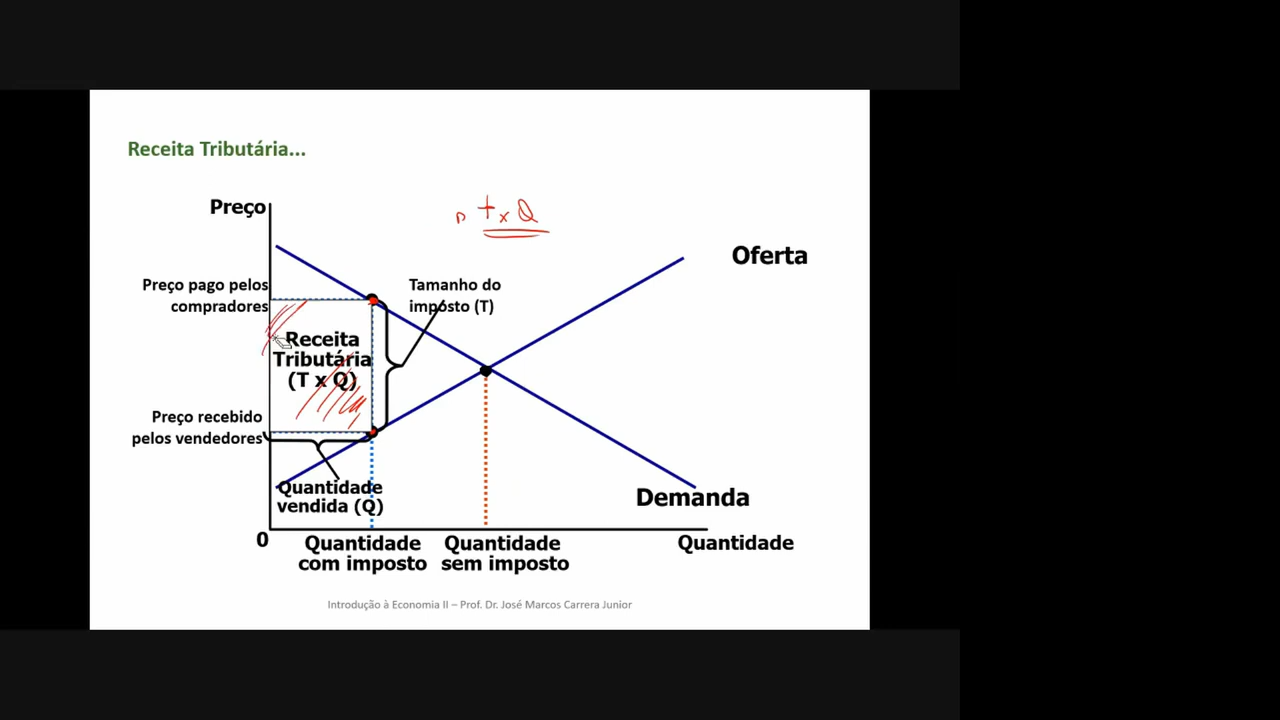 Receita Tributária...
t x Q
Preço
Oferta
Preço pago pelos
compradores
Tamanho do
imposto (T)
Receita
Tributária
(T x Q)
Preço recebido
pelos vendedores
Quantidade
vendida (Q)
Demanda
0
Quantidade
com imposto
Quantidade
sem imposto
Quantidade
Introdução à Economia II – Prof. Dr. José Marcos Carrera Junior